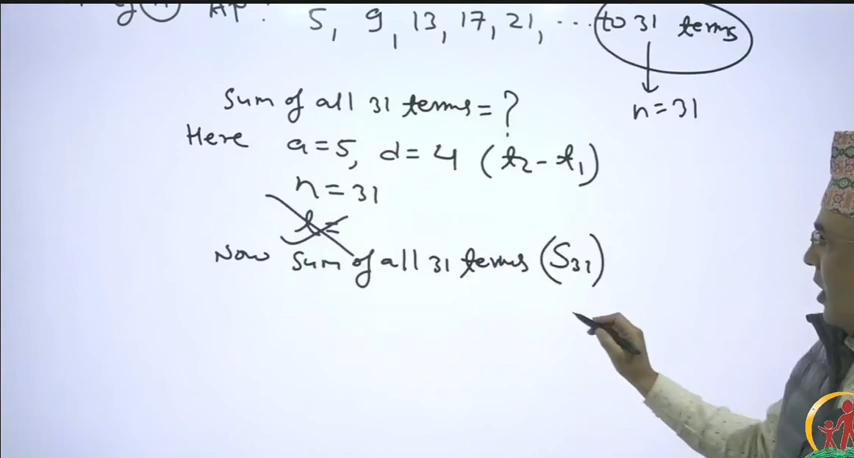 AP: 5, 9, 13, 17, 21, ... to 31 terms
n = 31
Sum of all 31 terms = ?
Here a = 5, d = 4 (t₂ - t₁)
n = 31
Now Sum of all 31 terms (S₃₁)